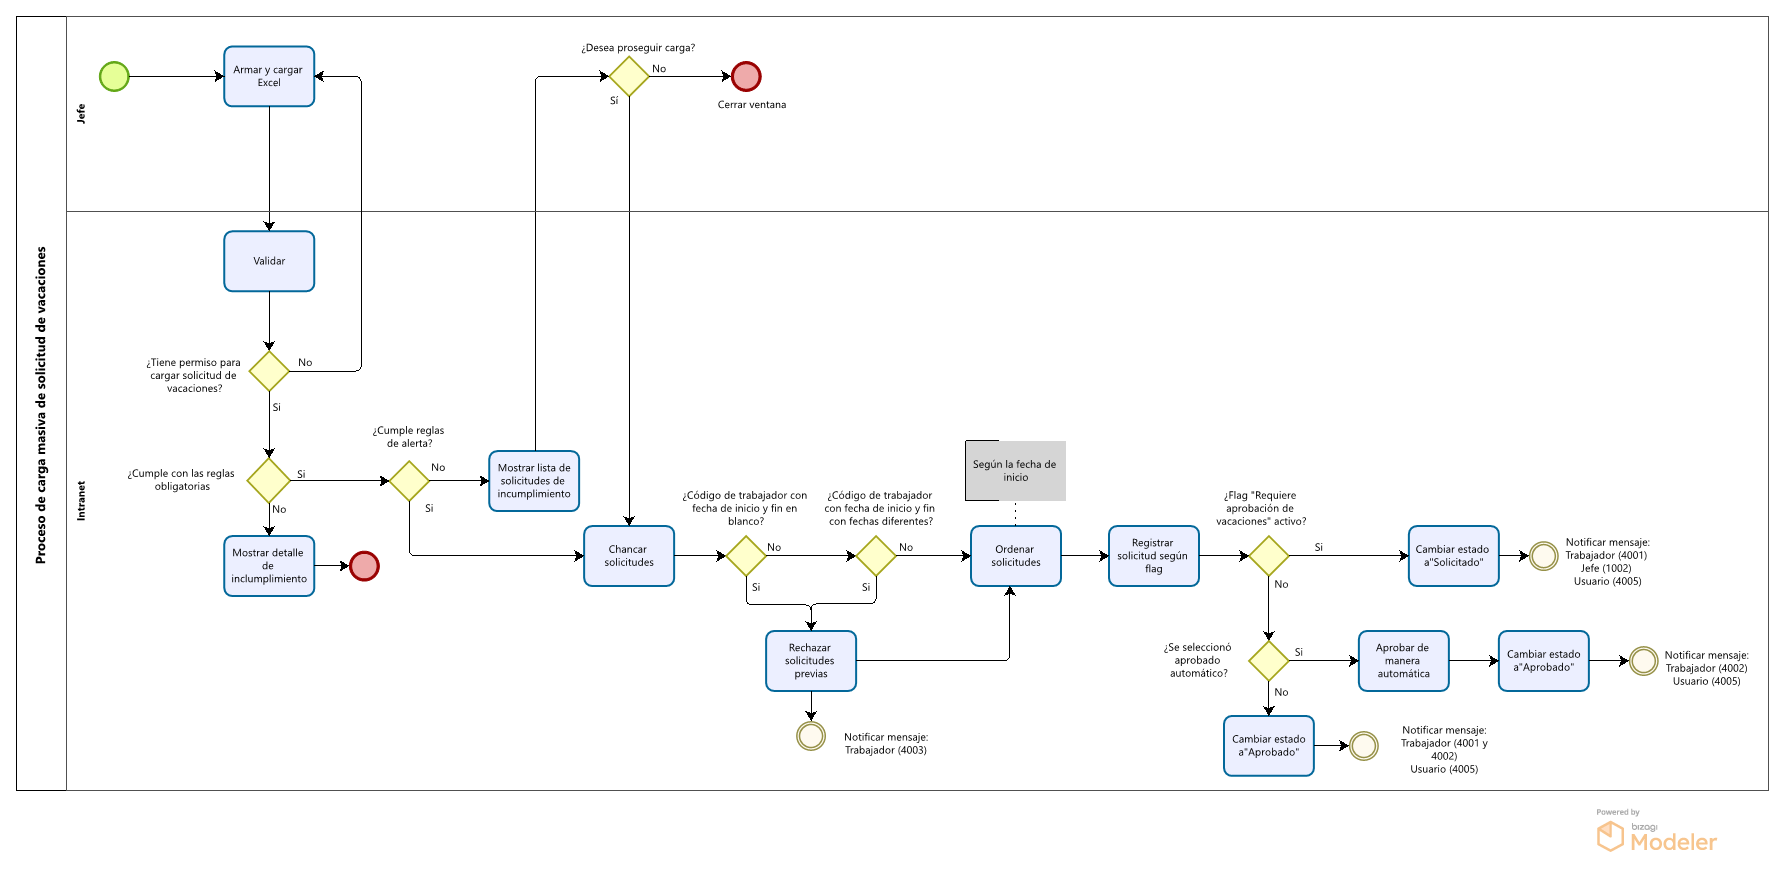 Proceso de carga masiva de solicitud de vacaciones
Jefe
Armar y cargar
Excel
¿Desea proseguir carga?
No
Sí
Cerrar ventana
Intranet
Validar
¿Tiene permiso para
cargar solicitud de
vacaciones?
No
Si
¿Cumple con las reglas
obligatorias
Si
No
Mostrar detalle
de
inclumplimiento
¿Cumple reglas
de alerta?
No
Si
Mostrar lista de
solicitudes de
incumplimiento
Chancar
solicitudes
¿Código de trabajador con
fecha de inicio y fin en
blanco?
No
Si
¿Código de trabajador
con fecha de inicio y fin
con fechas diferentes?
No
Si
Rechazar
solicitudes
previas
Notificar mensaje:
Trabajador (4003)
Según la fecha de
inicio
Ordenar
solicitudes
Registrar
solicitud según
flag
¿Flag "Requiere
aprobación de
vacaciones" activo?
Si
No
Cambiar estado
a"Solicitado"
Notificar mensaje:
Trabajador (4001)
Jefe (1002)
Usuario (4005)
¿Se seleccionó
aprobado
automático?
Si
No
Aprobar de
manera
automática
Cambiar estado
a"Aprobado"
Notificar mensaje:
Trabajador (4002)
Usuario (4005)
Cambiar estado
a"Aprobado"
Notificar mensaje:
Trabajador (4001 y
4002)
Usuario (4005)
Powered by
bizagi
Modeler